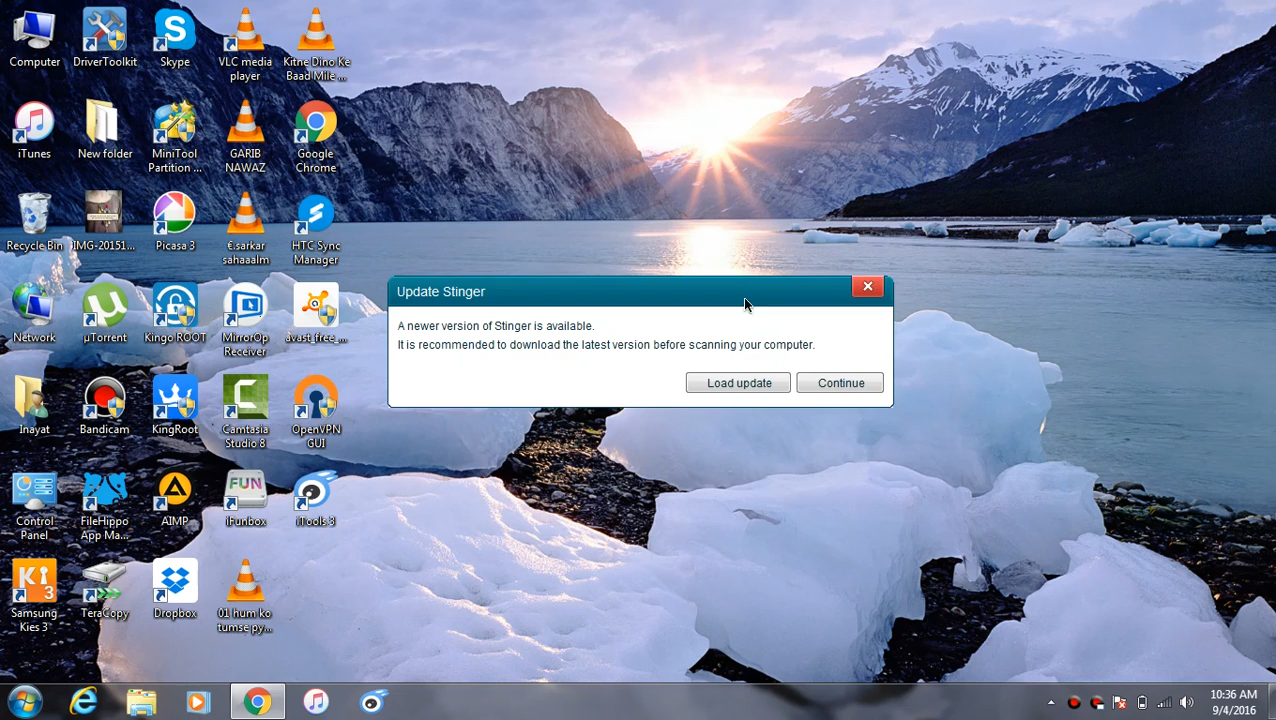 Computer
DriverToolkit
Skype
VLC media
player
Kitne Dino Ke
Baad Mile ...
iTunes
New folder
MiniTool
Partition ...
GARIB
NAWAZ
Google
Chrome
Recycle Bin
IMG-20151...
Picasa 3
€.sarkar
sahaaalm
HTC Sync
Manager
Update Stinger
A newer version of Stinger is available.
It is recommended to download the latest version before scanning your computer.
Load update
Continue
Network
µTorrent
Kingo ROOT
MirrorOp
Receiver
avast_free_...
Inayat
Bandicam
KingRoot
Camtasia
Studio 8
OpenVPN
GUI
Control
Panel
FileHippo
App Ma...
AIMP
FUN
iFunbox
iTools 3
Ki
3
Samsung
Kies 3
TeraCopy
Dropbox
01 hum ko
tumse py...
10:36 AM
9/4/2016